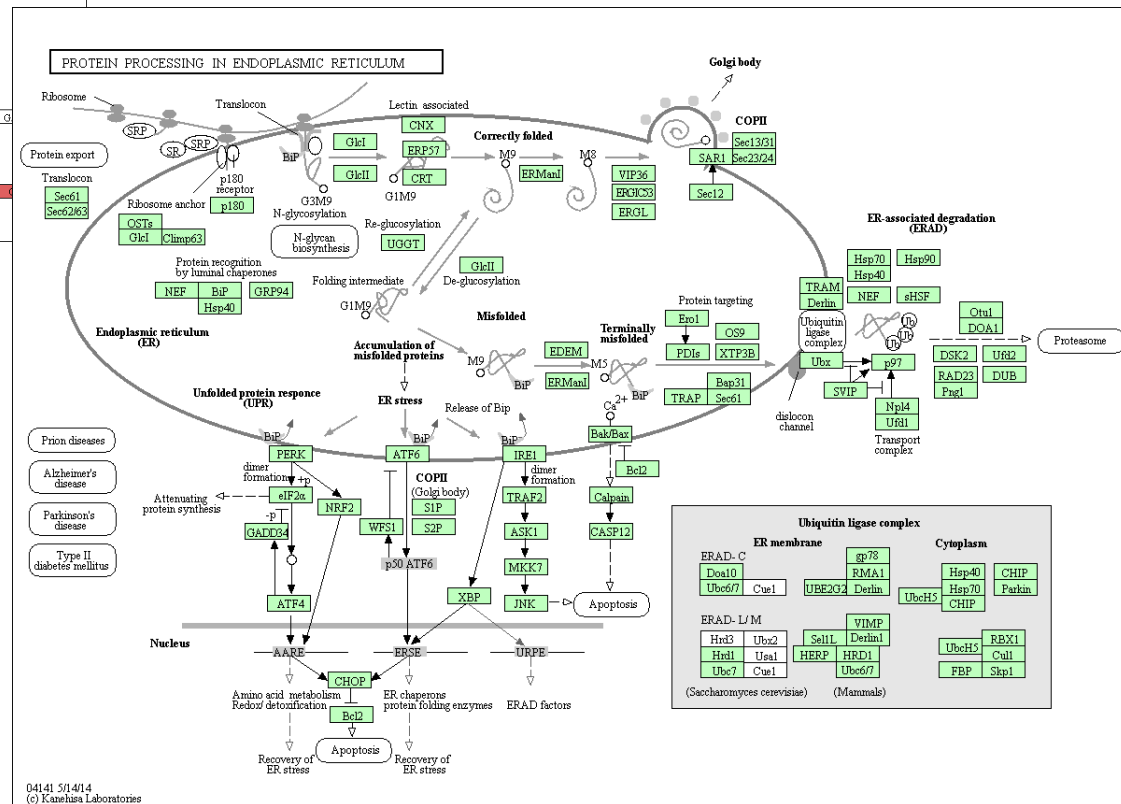 PROTEIN PROCESSING IN ENDOPLASMIC RETICULUM
Golgi body
Ribosome
Translocon
Lectin associated
COPII
SRP
SR
SRP
BiP
GlcI
GlcII
CNX
ERP57
CRT
G1M9
Correctly folded
M9
ERManI
M8
VIP36
ERGIC53
ERGL
SAR1
Sec13/31
Sec23/24
Sec12
Protein export
Translocon
Sec61
Sec62/63
Ribosome anchor
p180
receptor
p180
G3M9
N-glycosylation
N-glycan
biosynthesis
OSTs
GlcI
Climp63
Re-glucosylation
UGGT
GlcII
De-glucosylation
Protein recognition
by luminal chaperones
NEF
BiP
GRP94
Hsp40
Folding intermediate
G1M9
Endoplasmic reticulum
(ER)
Misfolded
Accumulation of
misfolded proteins
M9
BiP
EDEM
ERManI
Terminally
misfolded
M5
BiP
Protein targeting
Ero1
PDIs
OS9
XTP3B
Bap31
TRAP
Sec61
ER-associated degradation
(ERAD)
Hsp70
Hsp40
Hsp90
NEF
sHSF
TRAM
Derlin
Ubiquitin
ligase
complex
Ubx
Ub
Ub
Ub
p97
SVIP
Npl4
Ufd1
Transport
complex
dislocon
channel
Otu1
DOA1
DSK2
Ufd2
RAD23
DUB
Png1
Proteasome
Unfolded protein responce
(UPR)
ER stress
Release of Bip
BiP
BiP
BiP
Ca2+
PERK
ATF6
IRE1
Bak/Bax
Bcl2
Prion diseases
Alzheimer's
disease
Parkinson's
disease
Type II
diabetes mellitus
dimer
formation
+p
eIF2α
Attenuating
protein synthesis
-p
GADD34
NRF2
ATF4
COPII
(Golgi body)
S1P
S2P
WFS1
p50 ATF6
dimer
formation
TRAF2
ASK1
MKK7
JNK
XBP
Calpain
CASP12
Apoptosis
Nucleus
AARE
ERSE
URPE
CHOP
Bcl2
Apoptosis
Amino acid metabolism
Redox/ detoxification
ER chaperons
protein folding enzymes
ERAD factors
Recovery of
ER stress
Recovery of
ER stress
Ubiquitin ligase complex
ER membrane
Cytoplasm
ERAD- C
Doa10
Ubc6/7
Cue1
gp78
RMA1
UBE2G2
Derlin
UbcH5
Hsp40
Hsp70
CHIP
CHIP
Parkin
ERAD- L/ M
Hrd3
Ubx2
Hrd1
Usa1
Ubc7
Cue1
VIMP
Sel1L
Derlin1
HERP
HRD1
Ubc6/7
UbcH5
RBX1
Cul1
FBP
Skp1
(Saccharomyces cerevisiae)
(Mammals)
04141 5/14/14
(c) Kanehisa Laboratories